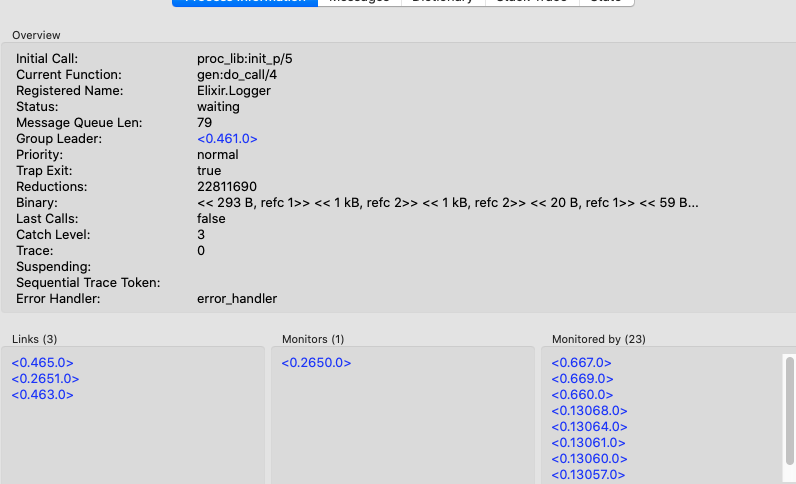 Process Information Messages Dictionary Stack Trace State
Overview
Initial Call: proc_lib:init_p/5
Current Function: gen:do_call/4
Registered Name: Elixir.Logger
Status: waiting
Message Queue Len: 79
Group Leader: <0.461.0>
Priority: normal
Trap Exit: true
Reductions: 22811690
Binary: << 293 B, refc 1>> << 1 kB, refc 2>> << 1 kB, refc 2>> << 20 B, refc 1>> << 59 B...
Last Calls: false
Catch Level: 3
Trace: 0
Suspending:
Sequential Trace Token:
Error Handler: error_handler
Links (3) Monitors (1) Monitored by (23)
<0.465.0> <0.2650.0> <0.667.0>
<0.2651.0> <0.669.0>
<0.463.0> <0.660.0>
<0.13068.0>
<0.13064.0>
<0.13061.0>
<0.13060.0>
<0.13057.0>